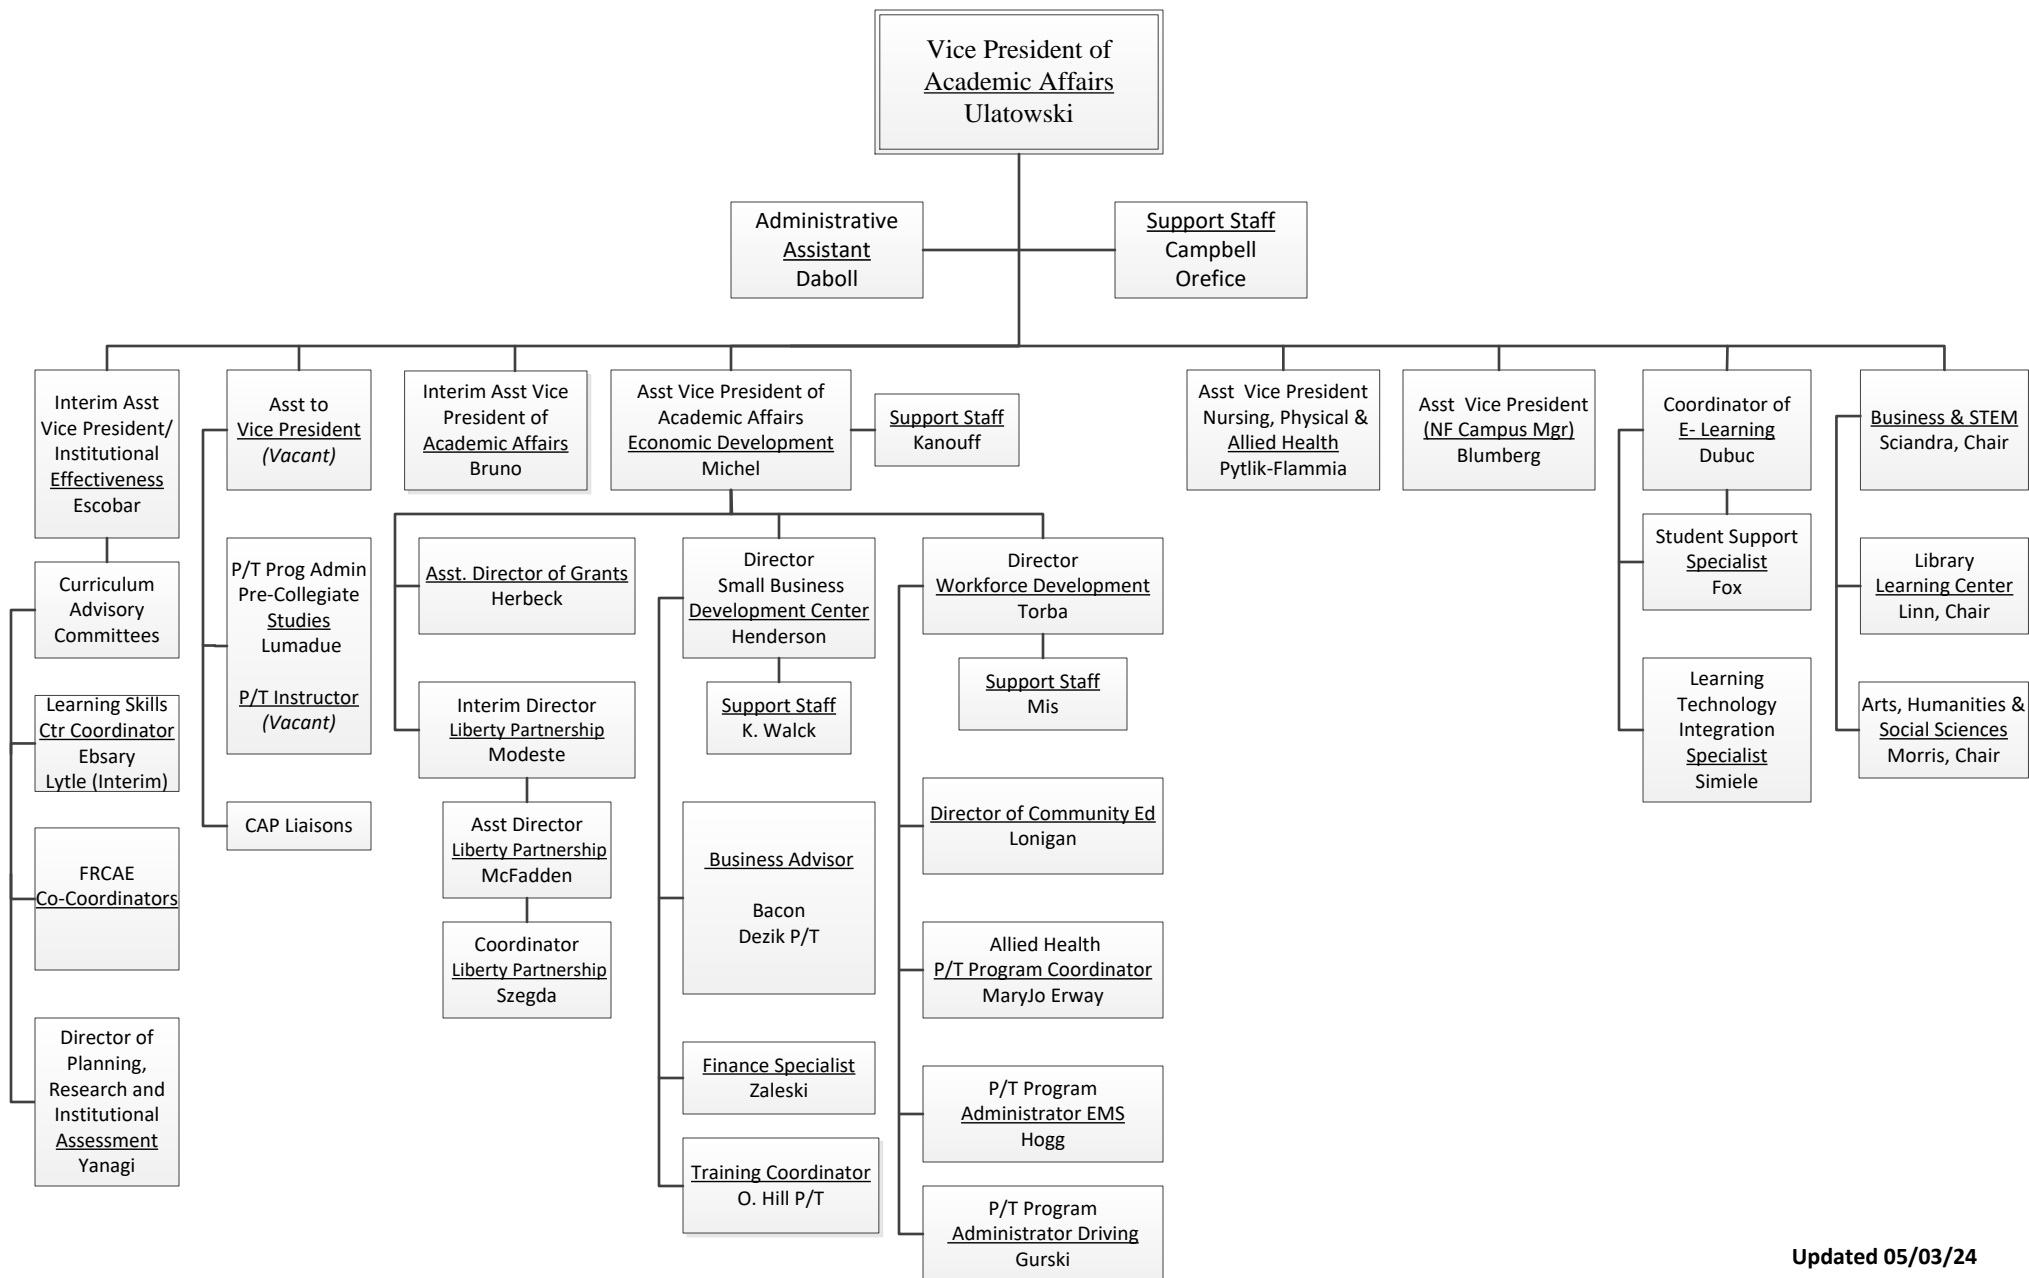 Vice President of
Academic Affairs
Ulatowski
Administrative
Assistant
Daboll
Support Staff
Campbell
Orefice
Interim Asst
Vice President/
Institutional
Effectiveness
Escobar
Asst to
Vice President
(Vacant)
Interim Asst Vice
President of
Academic Affairs
Bruno
Asst Vice President of
Academic Affairs
Economic Development
Michel
Support Staff
Kanouff
Asst  Vice President
Nursing, Physical &
Allied Health
Pytlik-Flammia
Asst  Vice President
(NF Campus Mgr)
Blumberg
Coordinator of
E- Learning
Dubuc
Business & STEM
Sciandra, Chair
Curriculum
Advisory
Committees
Learning Skills
Ctr Coordinator
Ebsary
Lytle (Interim)
FRCAE
Co-Coordinators
Director of
Planning,
Research and
Institutional
Assessment
Yanagi
P/T Prog Admin
Pre-Collegiate
Studies
Lumadue
P/T Instructor
(Vacant)
CAP Liaisons
Asst. Director of Grants
Herbeck
Interim Director
Liberty Partnership
Modeste
Asst Director
Liberty Partnership
McFadden
Coordinator
Liberty Partnership
Szegda
Director
Small Business
Development Center
Henderson
Support Staff
K. Walck
Business Advisor
Bacon
Dezik P/T
Finance Specialist
Zaleski
Training Coordinator
O. Hill P/T
Director
Workforce Development
Torba
Support Staff
Mis
Director of Community Ed
Lonigan
Allied Health
P/T Program Coordinator
MaryJo Erway
P/T Program
Administrator EMS
Hogg
P/T Program
Administrator Driving
Gurski
Student Support
Specialist
Fox
Learning
Technology
Integration
Specialist
Simiele
Library
Learning Center
Linn, Chair
Arts, Humanities &
Social Sciences
Morris, Chair
Updated 05/03/24